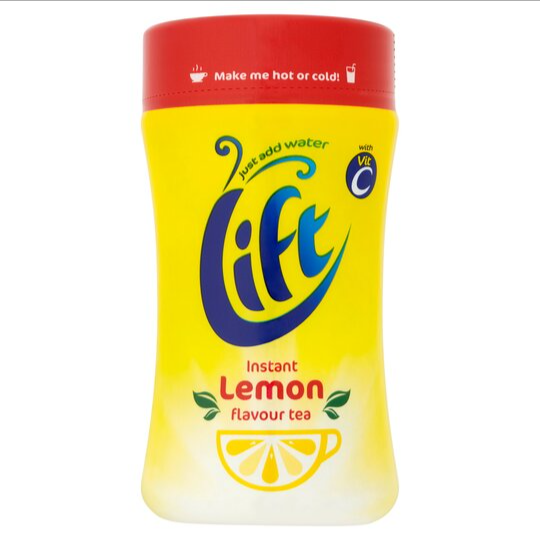 Make me hot or cold!
just add water
Lift
with
Vit
C
Instant
Lemon
flavour tea